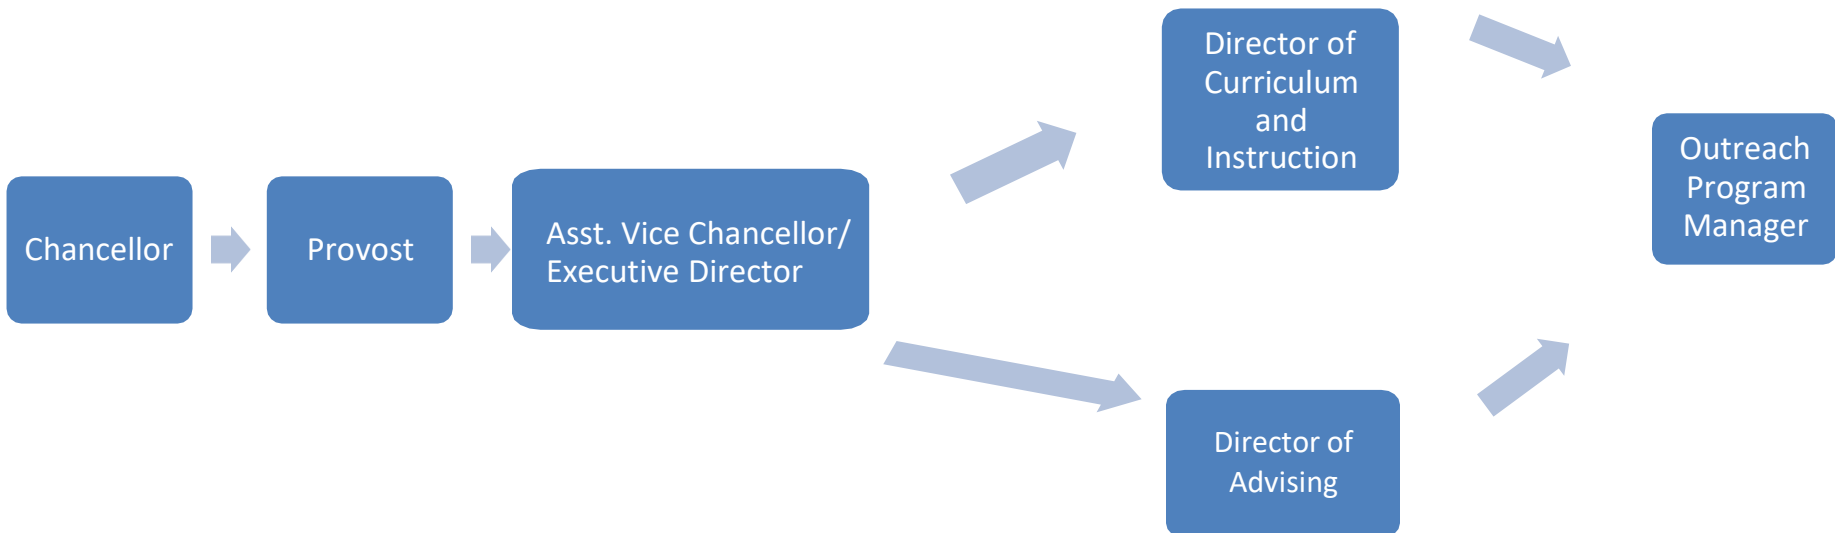 Chancellor
Provost
Asst. Vice Chancellor/
Executive Director
Director of
Curriculum
and
Instruction
Director of
Advising
Outreach
Program
Manager